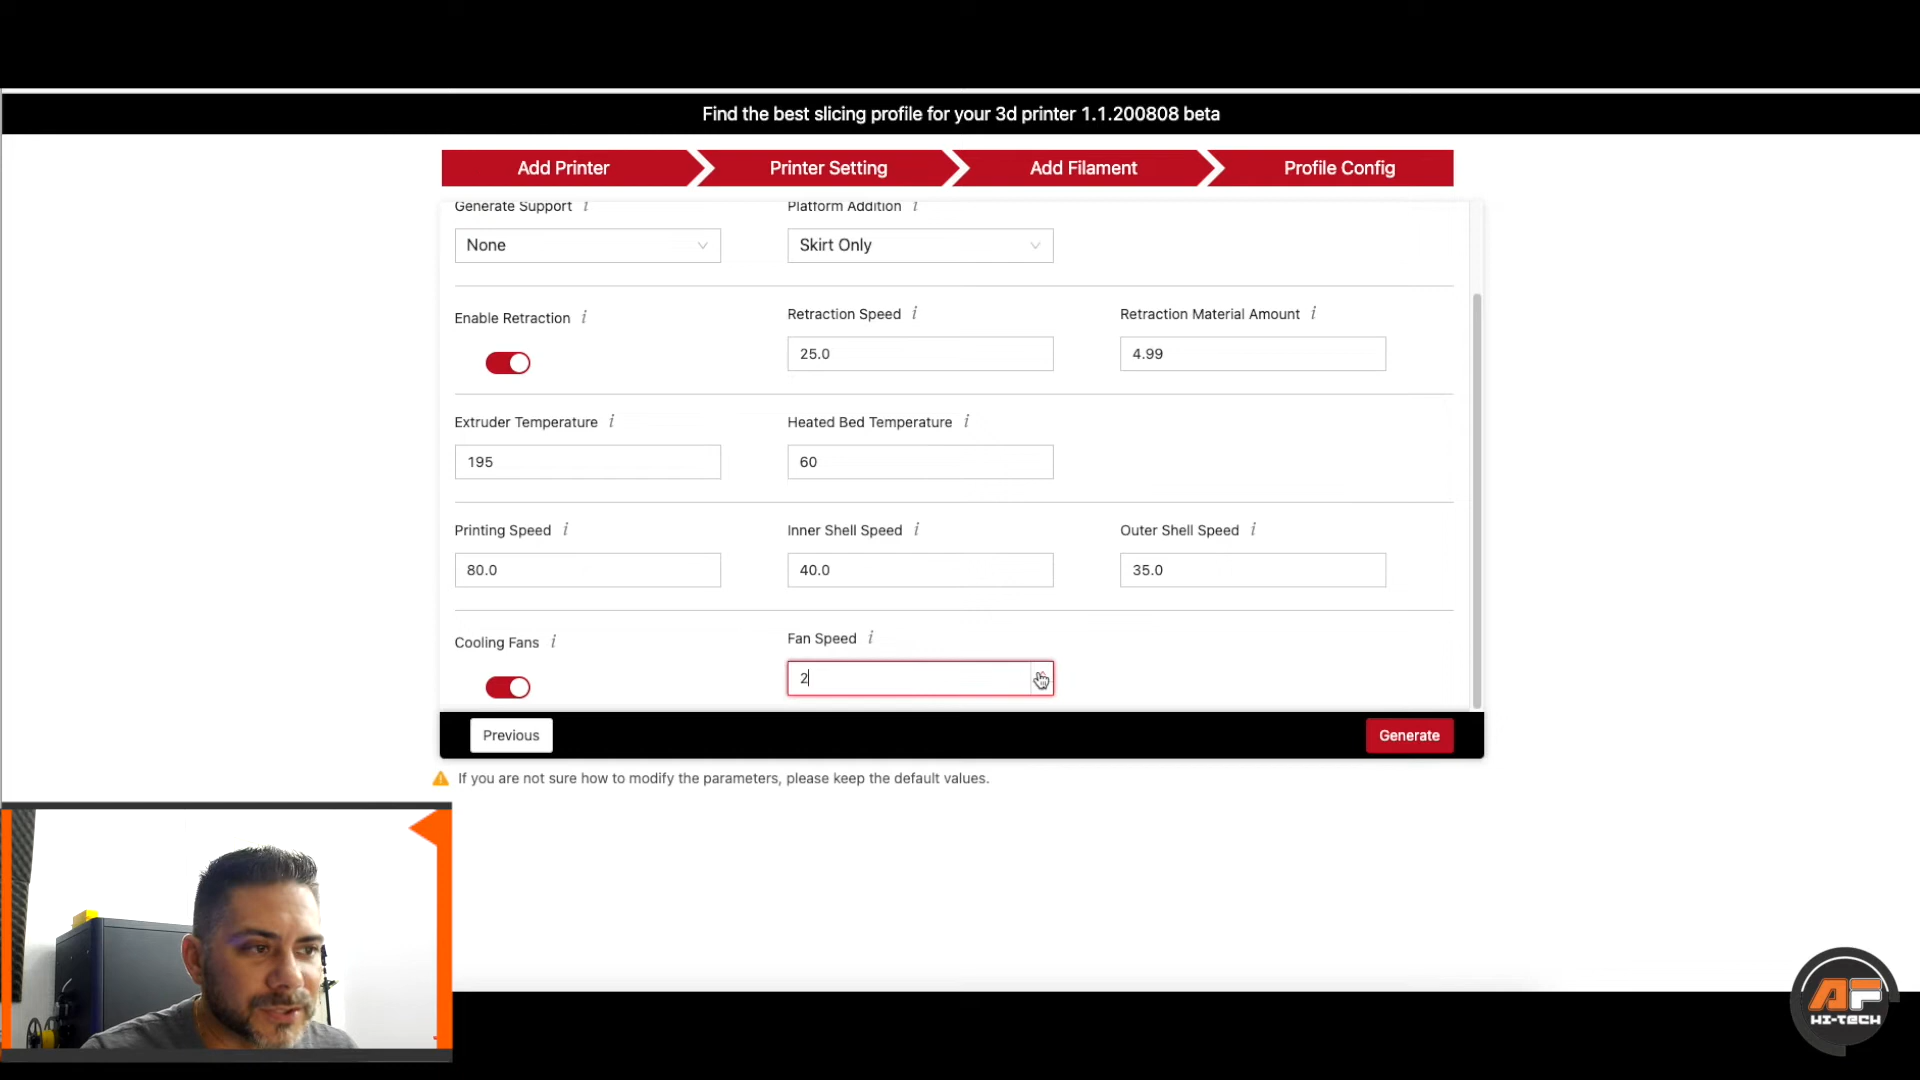 Find the best slicing profile for your 3d printer 1.1.200808 beta
Add Printer
Printer Setting
Add Filament
Profile Config
Generate Support i
Platform Addition i
None
Skirt Only
Enable Retraction i
Retraction Speed i
Retraction Material Amount i
25.0
4.99
Extruder Temperature i
Heated Bed Temperature i
195
60
Printing Speed i
Inner Shell Speed i
Outer Shell Speed i
80.0
40.0
35.0
Cooling Fans i
Fan Speed i
2
Previous
Generate
If you are not sure how to modify the parameters, please keep the default values.
AF
HI-TECH